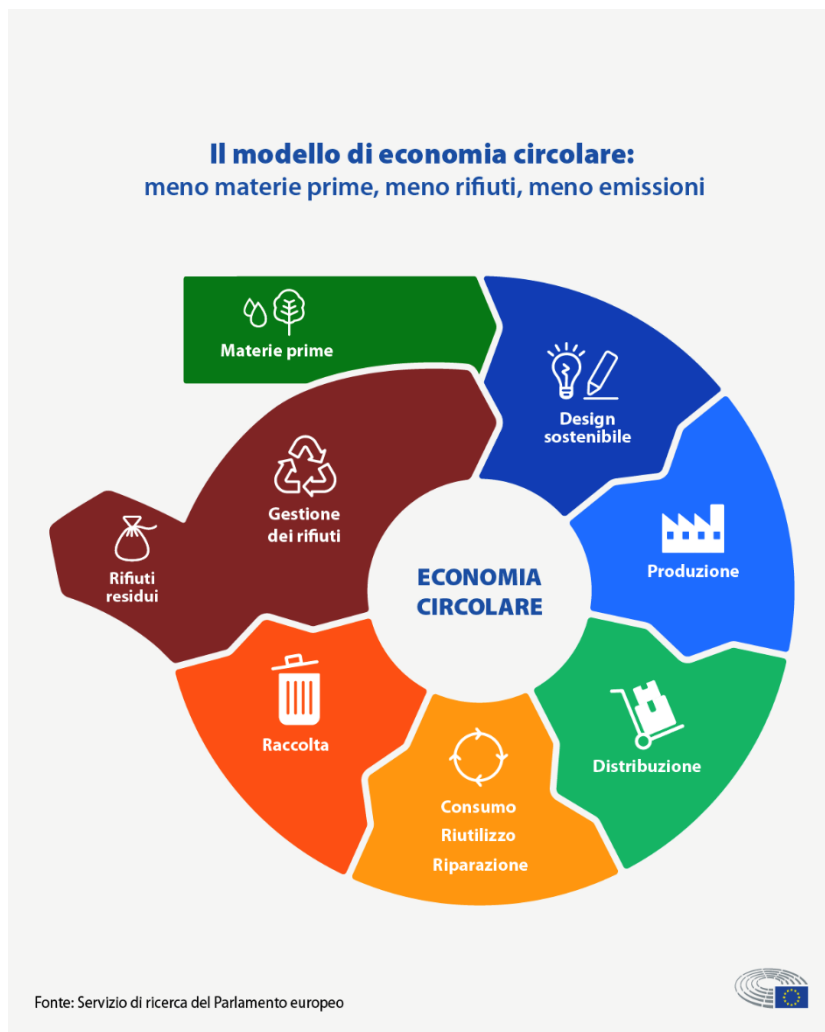 Il modello di economia circolare:
meno materie prime, meno rifiuti, meno emissioni
Materie prime
Design
sostenibile
Produzione
Distribuzione
Consumo
Riutilizzo
Riparazione
Raccolta
Gestione
dei rifiuti
Rifiuti
residui
ECONOMIA
CIRCOLARE
Fonte: Servizio di ricerca del Parlamento europeo